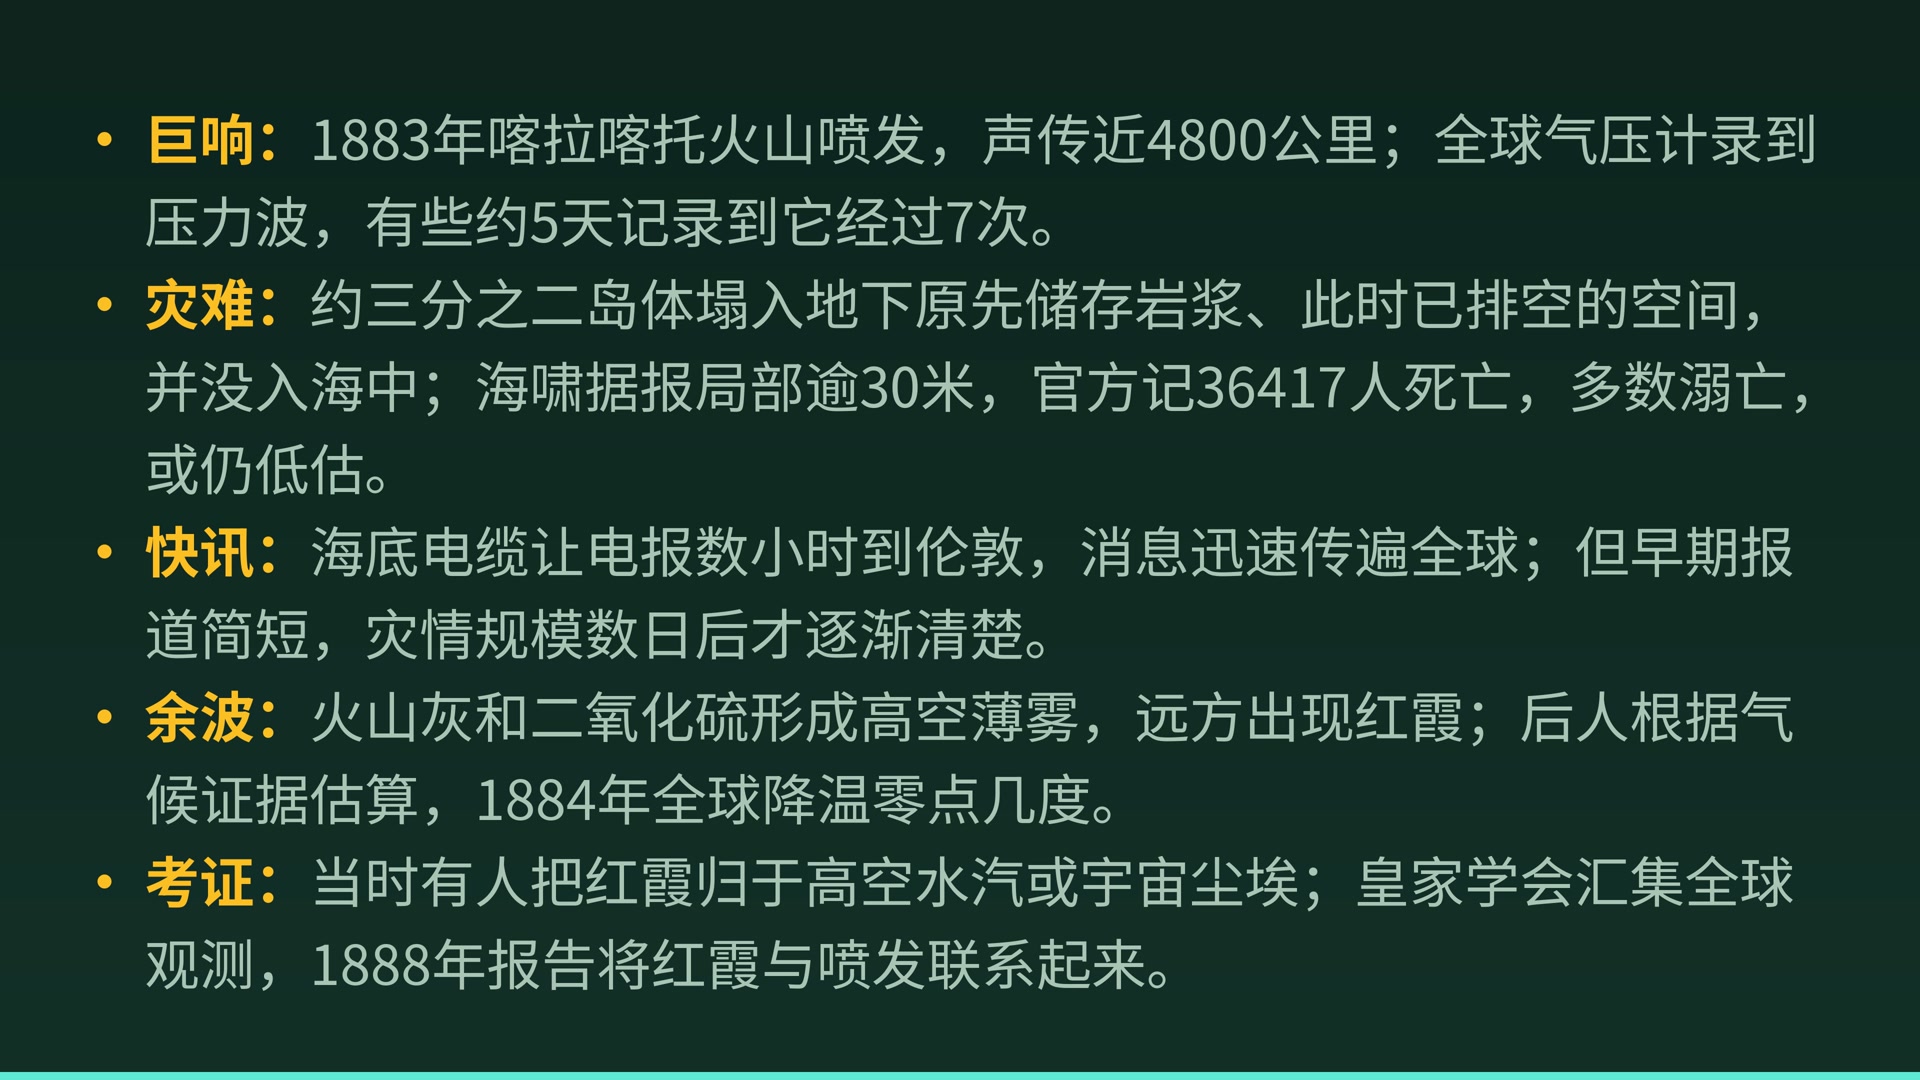 • 巨响：1883年喀拉喀托火山喷发，声传近4800公里；全球气压计录到
压力波，有些约5天记录到它经过7次。
• 灾难：约三分之二岛体塌入地下原先储存岩浆、此时已排空的空间，
并没入海中；海啸据报局部逾30米，官方记36417人死亡，多数溺亡，
或仍低估。
• 快讯：海底电缆让电报数小时到伦敦，消息迅速传遍全球；但早期报
道简短，灾情规模数日后才逐渐清楚。
• 余波：火山灰和二氧化硫形成高空薄雾，远方出现红霞；后人根据气
候证据估算，1884年全球降温零点几度。
• 考证：当时有人把红霞归于高空水汽或宇宙尘埃；皇家学会汇集全球
观测，1888年报告将红霞与喷发联系起来。